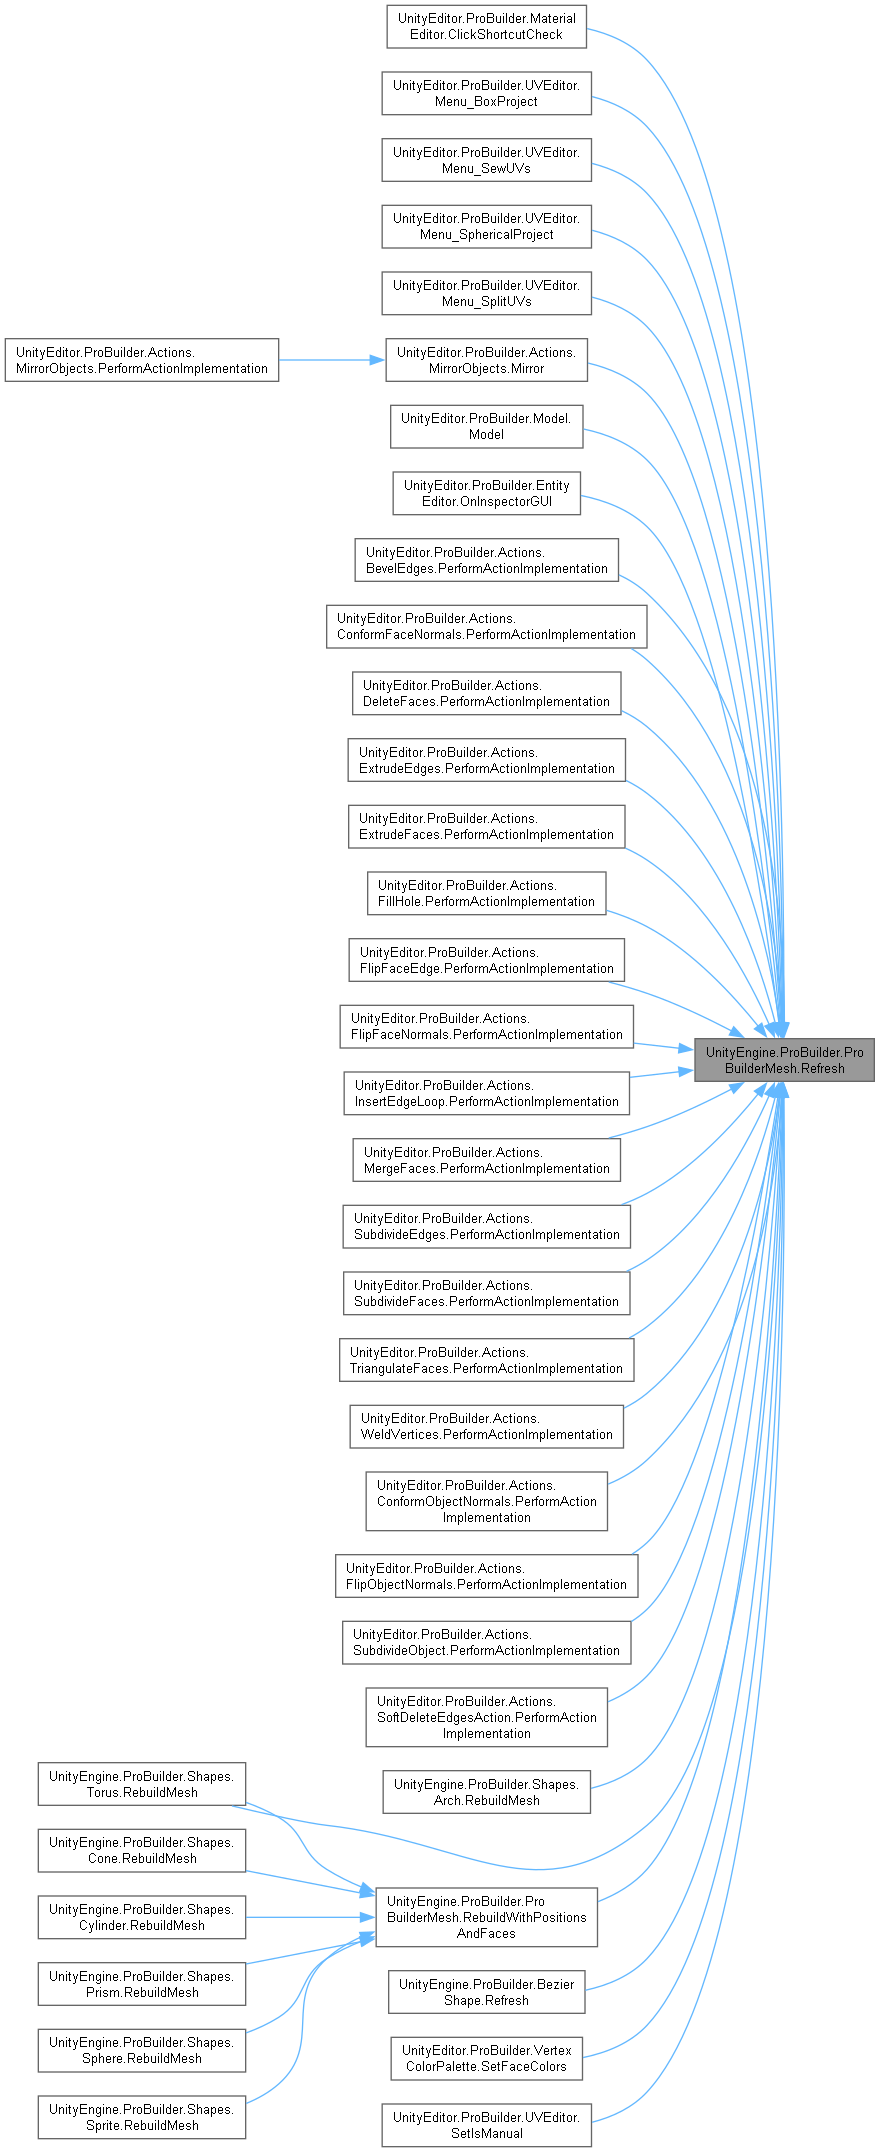 UnityEditor.ProBuilder.Material
Editor.ClickShortcutCheck
UnityEditor.ProBuilder.UVEditor.
Menu_BoxProject
UnityEditor.ProBuilder.UVEditor.
Menu_SewUVs
UnityEditor.ProBuilder.UVEditor.
Menu_SphericalProject
UnityEditor.ProBuilder.UVEditor.
Menu_SplitUVs
UnityEditor.ProBuilder.Actions.
MirrorObjects.PerformActionImplementation
UnityEditor.ProBuilder.Actions.
MirrorObjects.Mirror
UnityEditor.ProBuilder.Model.
Model
UnityEditor.ProBuilder.Entity
Editor.OnInspectorGUI
UnityEditor.ProBuilder.Actions.
BevelEdges.PerformActionImplementation
UnityEditor.ProBuilder.Actions.
ConformFaceNormals.PerformActionImplementation
UnityEditor.ProBuilder.Actions.
DeleteFaces.PerformActionImplementation
UnityEditor.ProBuilder.Actions.
ExtrudeEdges.PerformActionImplementation
UnityEditor.ProBuilder.Actions.
ExtrudeFaces.PerformActionImplementation
UnityEditor.ProBuilder.Actions.
FillHole.PerformActionImplementation
UnityEditor.ProBuilder.Actions.
FlipFaceEdge.PerformActionImplementation
UnityEditor.ProBuilder.Actions.
FlipFaceNormals.PerformActionImplementation
UnityEngine.ProBuilder.Pro
BuilderMesh.Refresh
UnityEditor.ProBuilder.Actions.
InsertEdgeLoop.PerformActionImplementation
UnityEditor.ProBuilder.Actions.
MergeFaces.PerformActionImplementation
UnityEditor.ProBuilder.Actions.
SubdivideEdges.PerformActionImplementation
UnityEditor.ProBuilder.Actions.
SubdivideFaces.PerformActionImplementation
UnityEditor.ProBuilder.Actions.
TriangulateFaces.PerformActionImplementation
UnityEditor.ProBuilder.Actions.
WeldVertices.PerformActionImplementation
UnityEditor.ProBuilder.Actions.
ConformObjectNormals.PerformAction
Implementation
UnityEditor.ProBuilder.Actions.
FlipObjectNormals.PerformActionImplementation
UnityEditor.ProBuilder.Actions.
SubdivideObject.PerformActionImplementation
UnityEditor.ProBuilder.Actions.
SoftDeleteEdgesAction.PerformAction
Implementation
UnityEngine.ProBuilder.Shapes.
Arch.RebuildMesh
UnityEngine.ProBuilder.Shapes.
Torus.RebuildMesh
UnityEngine.ProBuilder.Shapes.
Cone.RebuildMesh
UnityEngine.ProBuilder.Pro
BuilderMesh.RebuildWithPositions
AndFaces
UnityEngine.ProBuilder.Shapes.
Cylinder.RebuildMesh
UnityEngine.ProBuilder.Shapes.
Prism.RebuildMesh
UnityEngine.ProBuilder.Bezier
Shape.Refresh
UnityEngine.ProBuilder.Shapes.
Sphere.RebuildMesh
UnityEditor.ProBuilder.Vertex
ColorPalette.SetFaceColors
UnityEngine.ProBuilder.Shapes.
Sprite.RebuildMesh
UnityEditor.ProBuilder.UVEditor.
SetIsManual